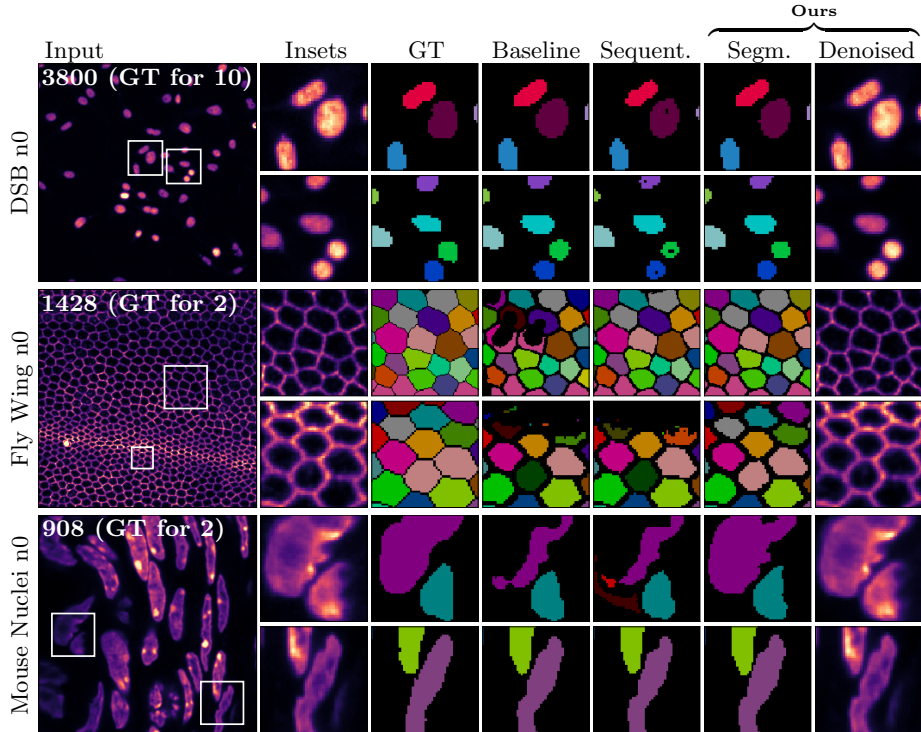 Ours
Input Insets GT Baseline Sequent. Segm. Denoised
DSB n0
3800 (GT for 10)
Fly Wing n0
1428 (GT for 2)
Mouse Nuclei n0
908 (GT for 2)